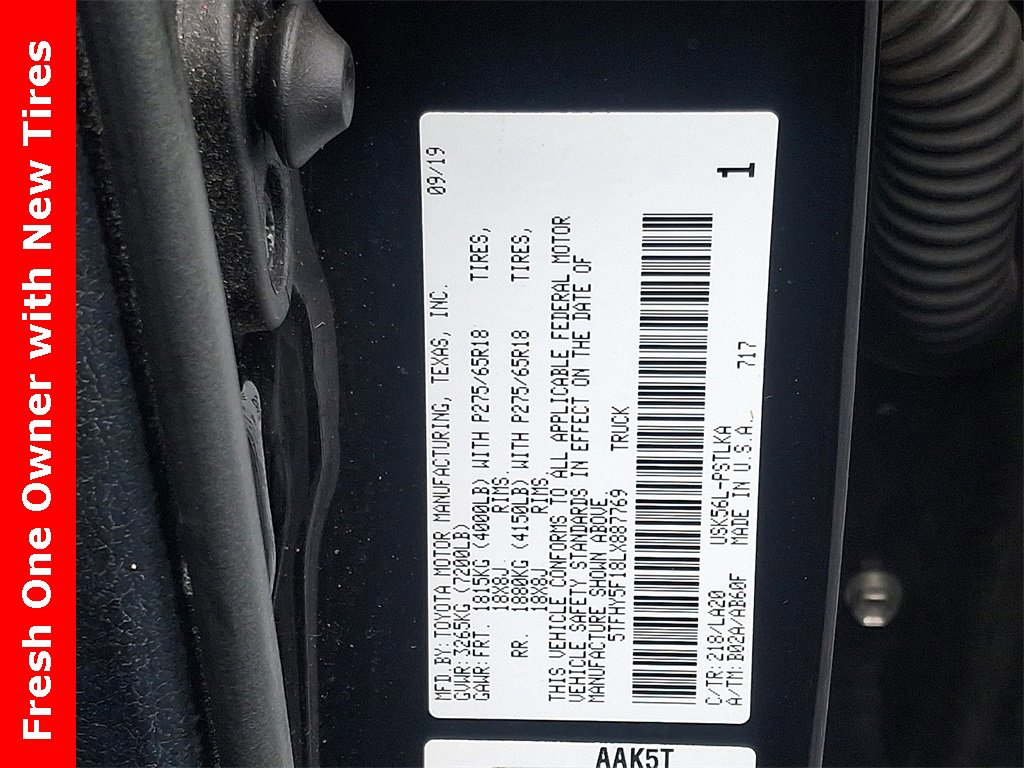 Fresh One Owner with New Tires
MFD.BY:TOYOTA MOTOR MANUFACTURING, TEXAS, INC. 09/19
GVWR:3265KG (7200LB)
GAWR:FRT. 1815KG (4000LB) WITH P275/65R18 TIRES,
18X8J RIMS.
RR. 1880KG (4150LB) WITH P275/65R18 TIRES,
18X8J RIMS.
THIS VEHICLE CONFORMS TO ALL APPLICABLE FEDERAL MOTOR
VEHICLE SAFETY STANDARDS IN EFFECT ON THE DATE OF
MANUFACTURE SHOWN ABOVE.
5TFHY5F18LX887769 TRUCK
1
C/TR:218/LA20 USK56L-PSTLKA
A/TM:B02A/AB60F MADE IN U.S.A. 717
AAK5T